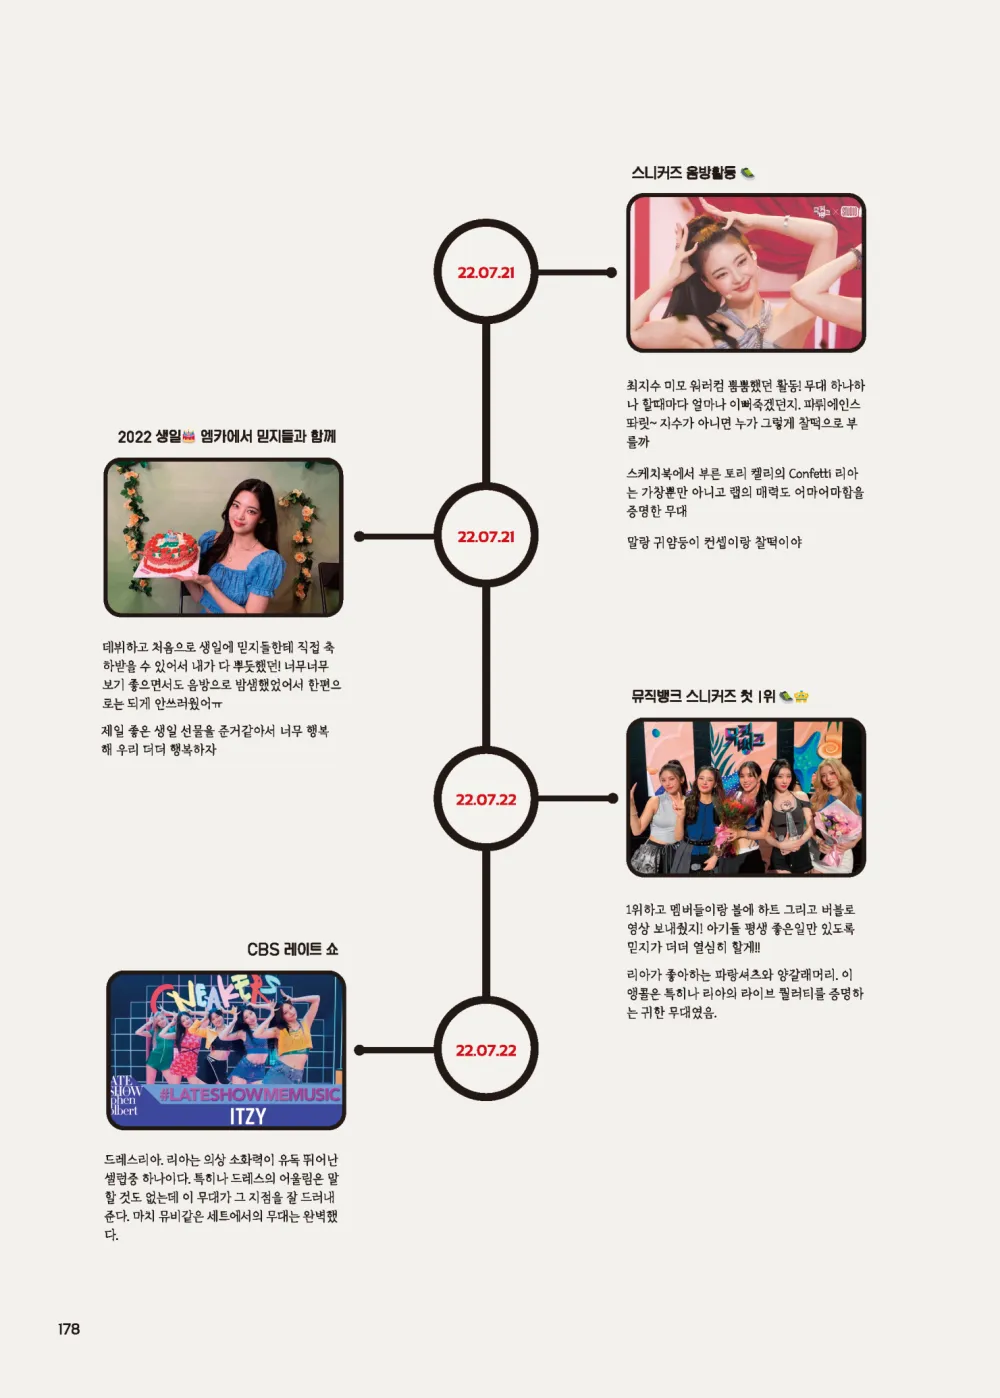 스니커즈 음방활동
22.07.21
최지수 미모 워러컴 뿜뿜했던 활동! 무대 하나하
나 할때마다 얼마나 이뻐죽겠던지. 파뤼에인스
똬릿~ 지수가 아니면 누가 그렇게 찰떡으로 부
를까
스케치북에서 부른 토리 켈리의 Confetti 리아
는 가창뿐만 아니고 랩의 매력도 어마어마함을
증명한 무대
말랑 귀얌둥이 컨셉이랑 찰떡이야
2022 생일 엠카에서 믿지들과 함께
22.07.21
데뷔하고 처음으로 생일에 믿지들한테 직접 축
하받을 수 있어서 내가 다 뿌듯했던! 너무너무
보기 좋으면서도 음방으로 밤샘했었어서 한편으
로는 되게 안쓰러웠어ㅠ
제일 좋은 생일 선물을 준거같아서 너무 행복
해 우리 더더 행복하자
뮤직뱅크 스니커즈 첫 1위
22.07.22
뮤직
뱅크
1위하고 멤버들이랑 볼에 하트 그리고 버블로
영상 보내줬지! 아기돌 평생 좋은일만 있도록
믿지가 더더 열심히 할게!!
리아가 좋아하는 파랑셔츠와 양갈래머리. 이
앵콜은 특히나 리아의 라이브 퀄러티를 증명하
는 귀한 무대였음.
CBS 레이트 쇼
22.07.22
SNEAKERS
LATE
SHOW
phen
olbert
#LATESHOWMEMUSIC
ITZY
드레스리아. 리아는 의상 소화력이 유독 뛰어난
셀럽중 하나이다. 특히나 드레스의 어울림은 말
할 것도 없는데 이 무대가 그 지점을 잘 드러내
준다. 마치 뮤비같은 세트에서의 무대는 완벽했
다.
178